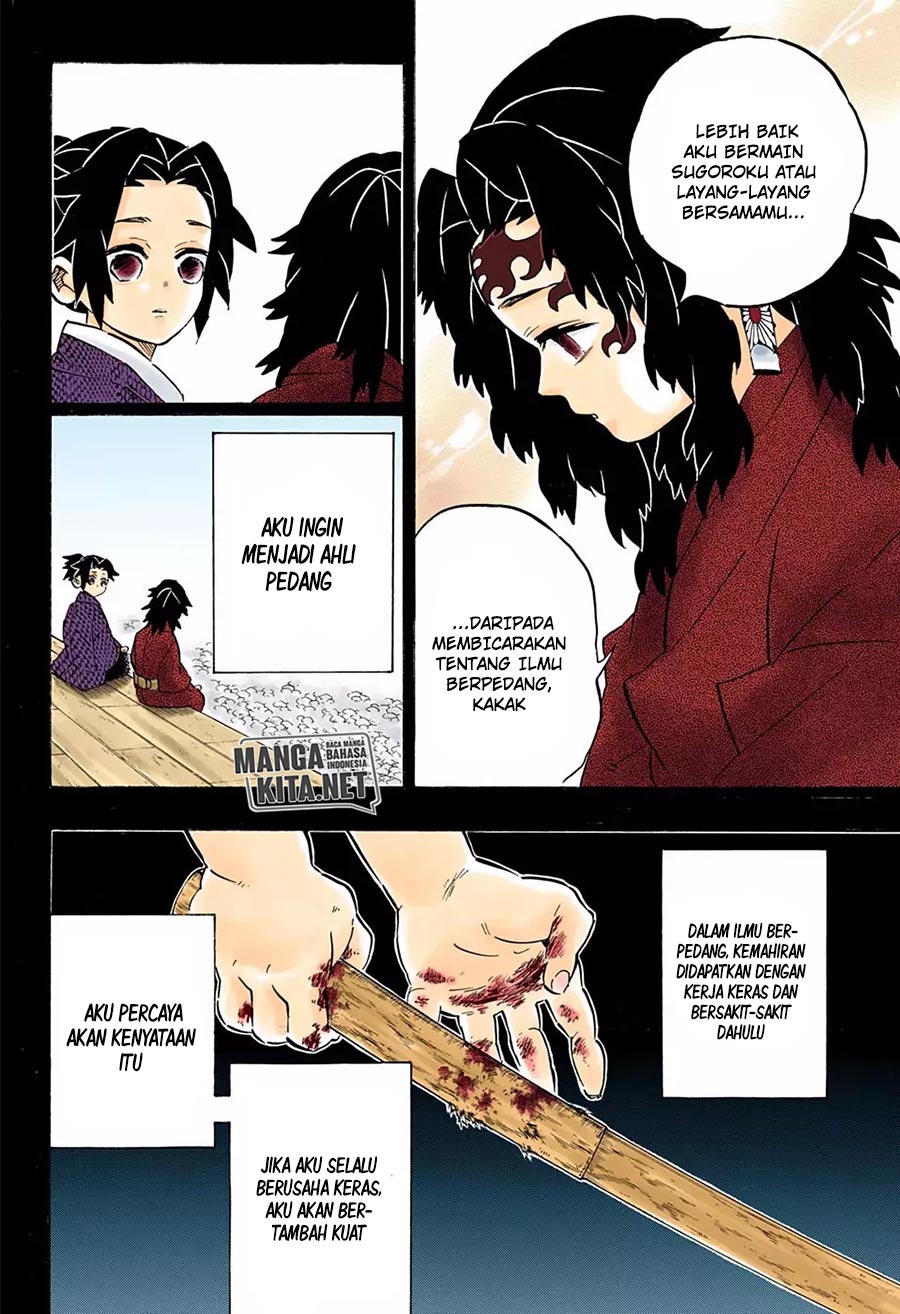 LEBIH BAIK
AKU BERMAIN
SUGOROKU ATAU
LAYANG-LAYANG
BERSAMAMU...
...DARIPADA
MEMBICARAKAN
TENTANG ILMU
BERPEDANG,
KAKAK
AKU INGIN
MENJADI AHLI
PEDANG
MANGA
KITA.NET
BACA MANGA
BAHASA
INDONESIA
DALAM ILMU BER-
PEDANG, KEMAHIRAN
DIDAPATKAN DENGAN
KERJA KERAS DAN
BERSAKIT-SAKIT
DAHULU
AKU PERCAYA
AKAN KENYATAAN
ITU
JIKA AKU SELALU
BERUSAHA KERAS,
AKU AKAN BER-
TAMBAH KUAT